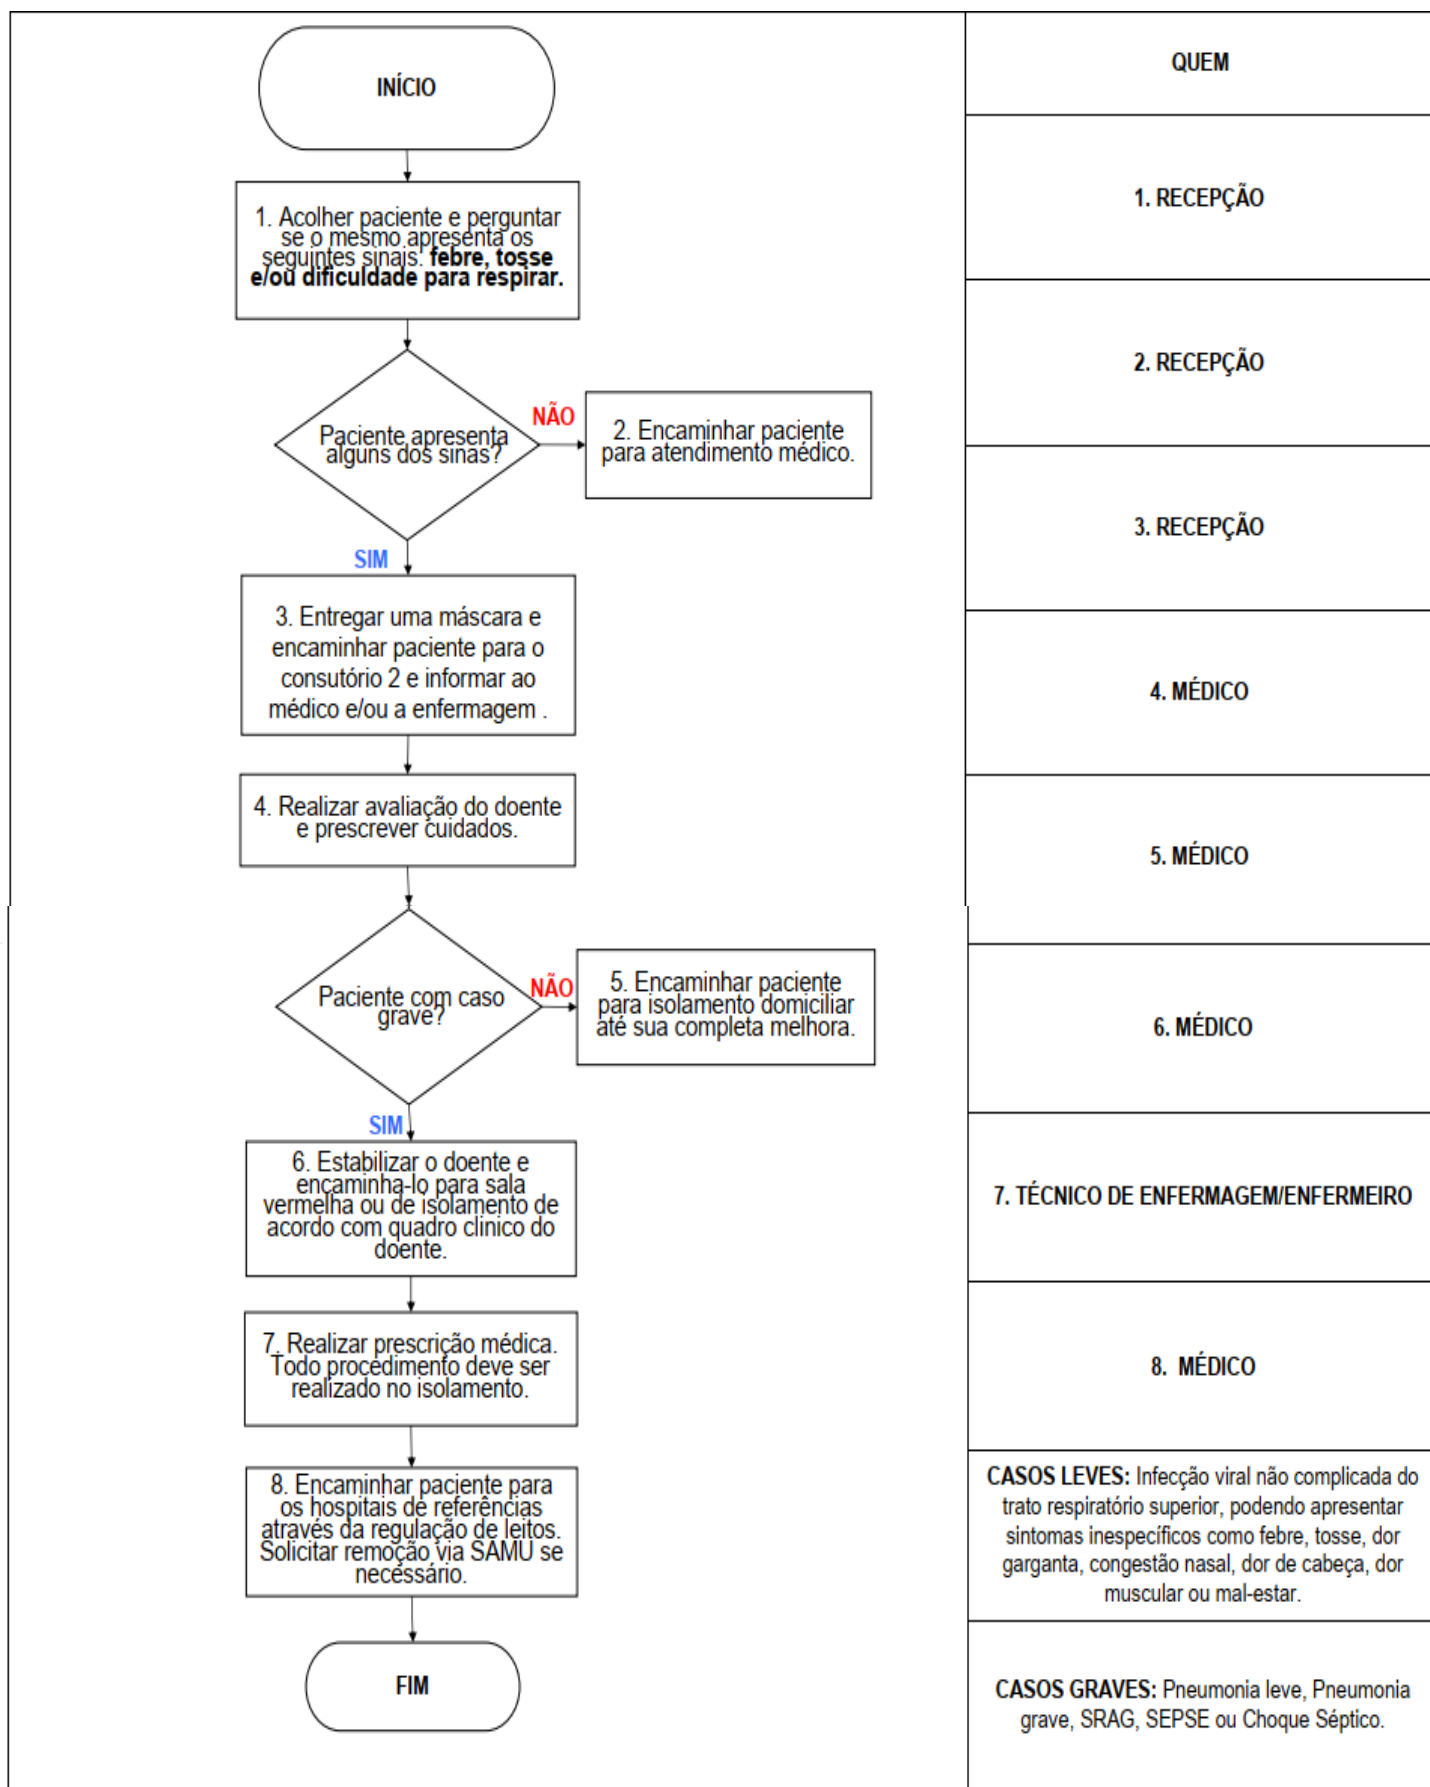 INÍCIO
1. Acolher paciente e perguntar
se o mesmo apresenta os
seguintes sinais: febre, tosse
e/ou dificuldade para respirar.
Paciente apresenta
alguns dos sinas?
NÃO
2. Encaminhar paciente
para atendimento médico.
SIM
3. Entregar uma máscara e
encaminhar paciente para o
consutório 2 e informar ao
médico e/ou a enfermagem .
4. Realizar avaliação do doente
e prescrever cuidados.
Paciente com caso
grave?
NÃO
5. Encaminhar paciente
para isolamento domiciliar
até sua completa melhora.
SIM
6. Estabilizar o doente e
encaminha-lo para sala
vermelha ou de isolamento de
acordo com quadro clinico do
doente.
7. Realizar prescrição médica.
Todo procedimento deve ser
realizado no isolamento.
8. Encaminhar paciente para
os hospitais de referências
através da regulação de leitos.
Solicitar remoção via SAMU se
necessário.
FIM
QUEM
1. RECEPÇÃO
2. RECEPÇÃO
3. RECEPÇÃO
4. MÉDICO
5. MÉDICO
6. MÉDICO
7. TÉCNICO DE ENFERMAGEM/ENFERMEIRO
8. MÉDICO
CASOS LEVES: Infecção viral não complicada do
trato respiratório superior, podendo apresentar
sintomas inespecíficos como febre, tosse, dor
garganta, congestão nasal, dor de cabeça, dor
muscular ou mal-estar.
CASOS GRAVES: Pneumonia leve, Pneumonia
grave, SRAG, SEPSE ou Choque Séptico.